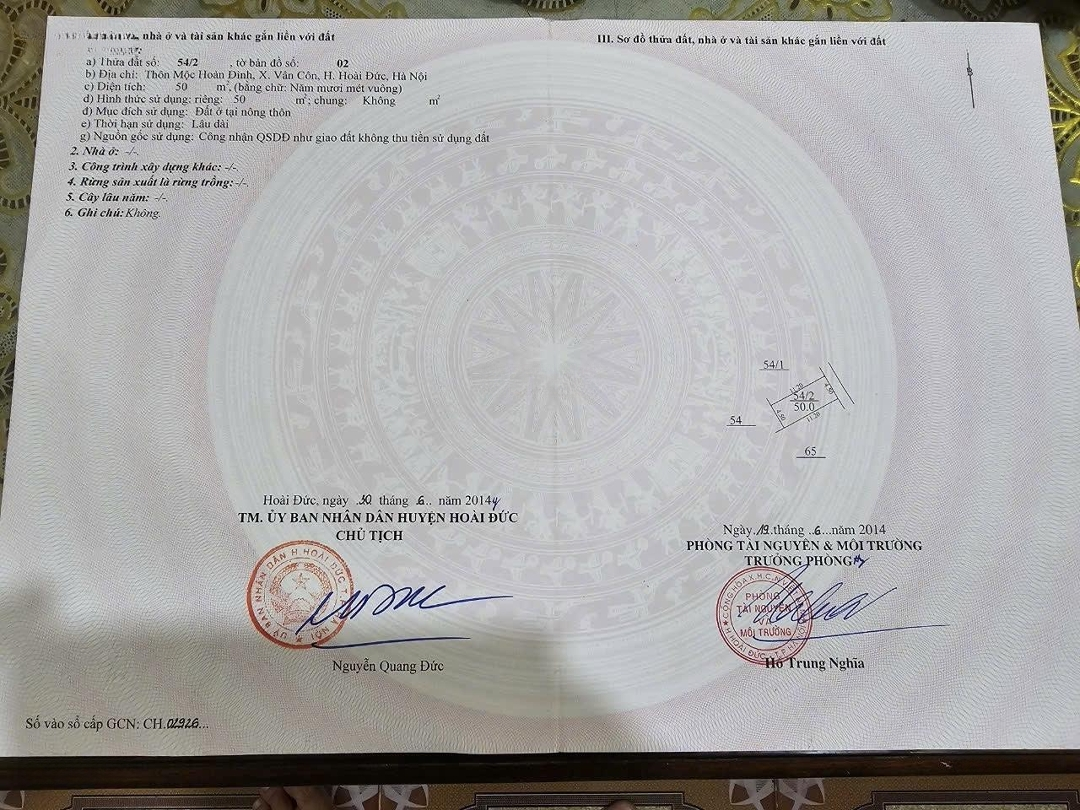 nhà ở và tài sản khác gắn liền với đất
a) Thửa đất số: 54/2 , tờ bản đồ số: 02
b) Địa chỉ: Thôn Mộc Hoàn Đình, X. Vân Côn, H. Hoài Đức, Hà Nội
c) Diện tích: 50 m², (bằng chữ: Năm mươi mét vuông)
d) Hình thức sử dụng: riêng: 50 m²; chung: Không m²
đ) Mục đích sử dụng: Đất ở tại nông thôn
e) Thời hạn sử dụng: Lâu dài
g) Nguồn gốc sử dụng: Công nhận QSDĐ như giao đất không thu tiền sử dụng đất
2. Nhà ở: -/-.
3. Công trình xây dựng khác: -/-.
4. Rừng sản xuất là rừng trồng: -/-.
5. Cây lâu năm: -/-.
6. Ghi chú: Không.
Hoài Đức, ngày .30 tháng .6.. năm 2014
TM. ỦY BAN NHÂN DÂN HUYỆN HOÀI ĐỨC
CHỦ TỊCH
Nguyễn Quang Đức
Số vào sổ cấp GCN: CH.02926...
III. Sơ đồ thửa đất, nhà ở và tài sản khác gắn liền với đất
B
54/1
11.20
4.50
54/2
50.0
4.50
11.20
54
65
Ngày.19.tháng ..6...năm 2014
PHÒNG TÀI NGUYÊN & MÔI TRƯỜNG
TRƯỞNG PHÒNG
PHÒNG
TÀI NGUYÊN
VÀ
MÔI TRƯỜNG
Hồ Trung Nghĩa